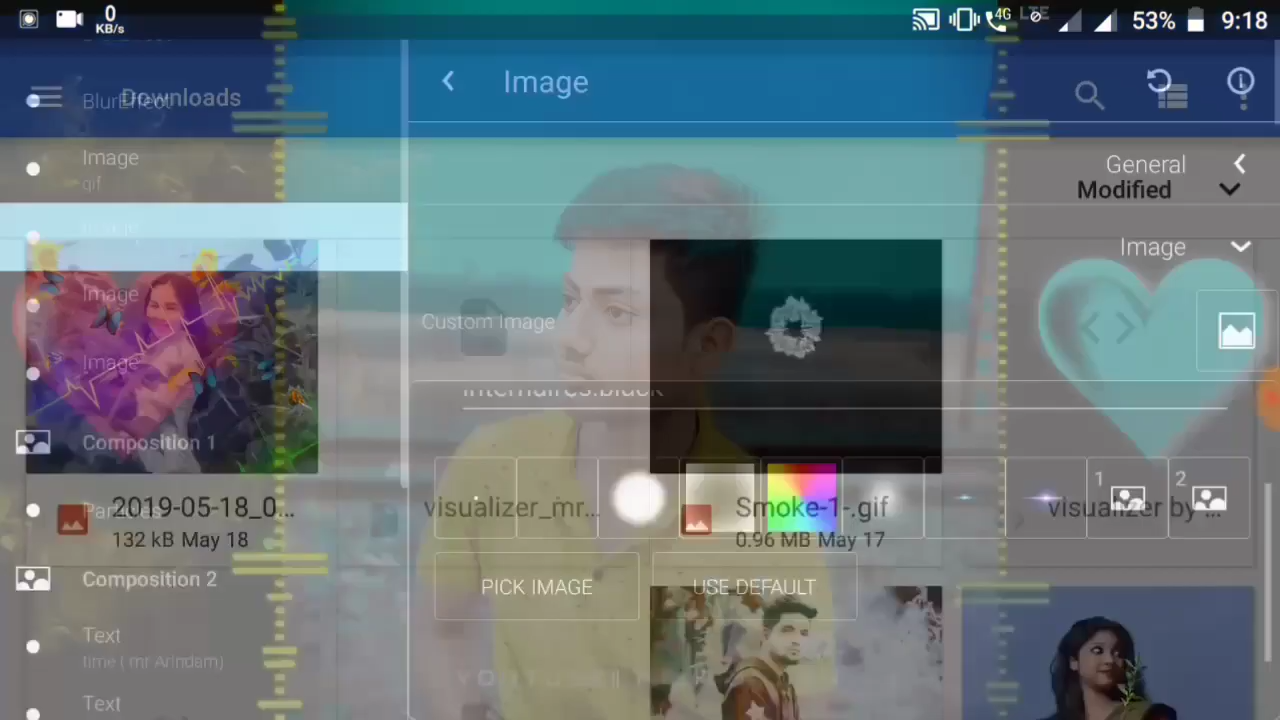 0
KB/s
4G
LTE
53%
9:18
Downloads
BlurEffect
Image
Image
gif
General
Modified
Image
Image
Image
Custom Image
Image
Composition 1
1
2
2019-05-18_0...
132 kB May 18
visualizer_mr...
Smoke-1-.gif
0.96 MB May 17
visualizer by ...
PICK IMAGE
USE DEFAULT
Composition 2
Text
time ( mr Arindam)
Text